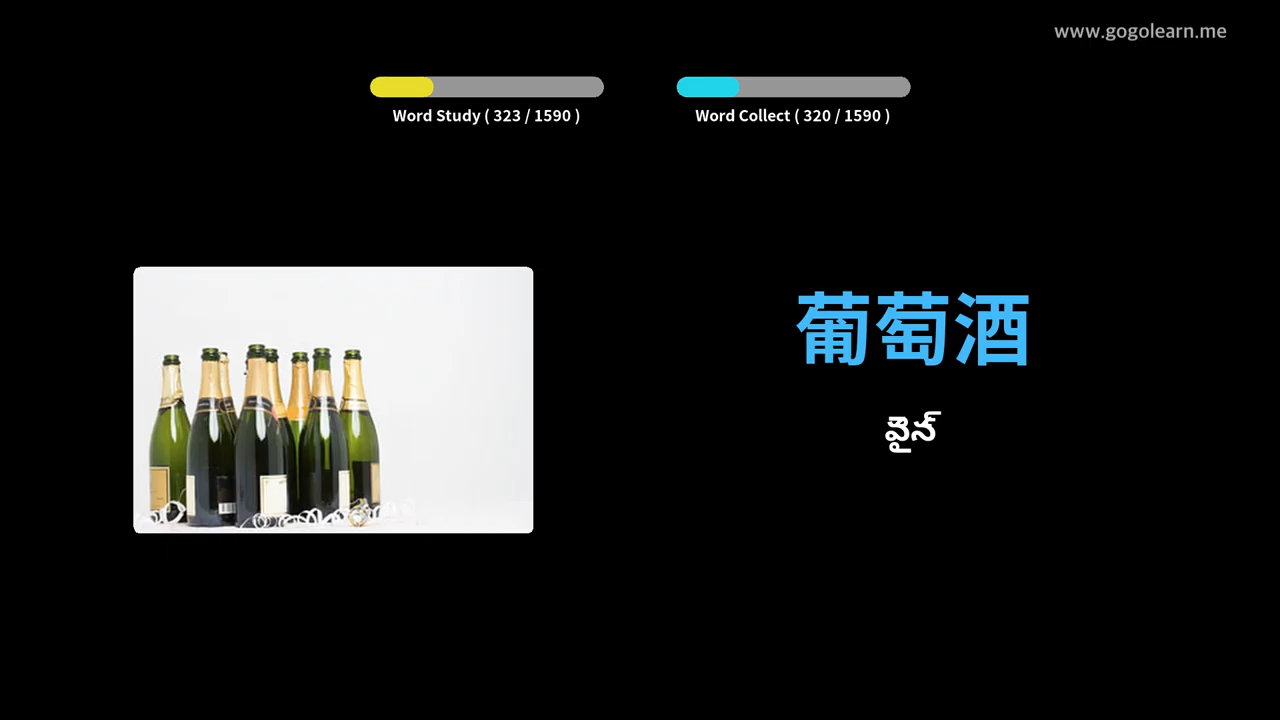 www.gogolearn.me
Word Study ( 323 / 1590 )
Word Collect ( 320 / 1590 )
葡萄酒
వైన్